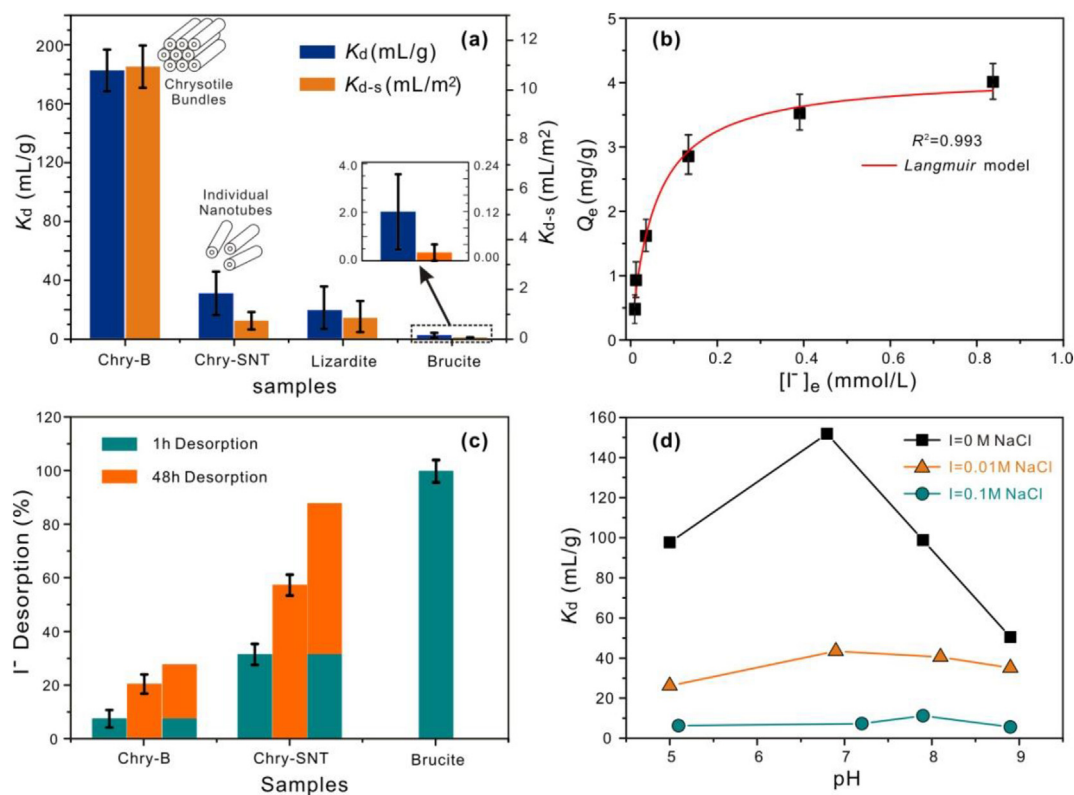 (a)
Kd (mL/g)
Kd-s (mL/m²)
Chrysotile
Bundles
Individual
Nanotubes
200
180
160
120
80
40
20
0
Kd (mL/g)
12
10
8
6
4
2
0
Kd-s (mL/m²)
4.0
2.0
0.0
0.24
0.12
0.00
Chry-B Chry-SNT Lizardite Brucite
samples
(b)
R²=0.993
Langmuir model
5
4
3
2
1
0
Qe (mg/g)
0 0.2 0.4 0.6 0.8 1.0
[I⁻]e (mmol/L)
(c)
1h Desorption
48h Desorption
120
100
80
60
40
20
0
I⁻ Desorption (%)
Chry-B Chry-SNT Brucite
Samples
(d)
I=0 M NaCl
I=0.01M NaCl
I=0.1M NaCl
160
140
120
100
80
60
40
20
0
Kd (mL/g)
5 6 7 8 9
pH